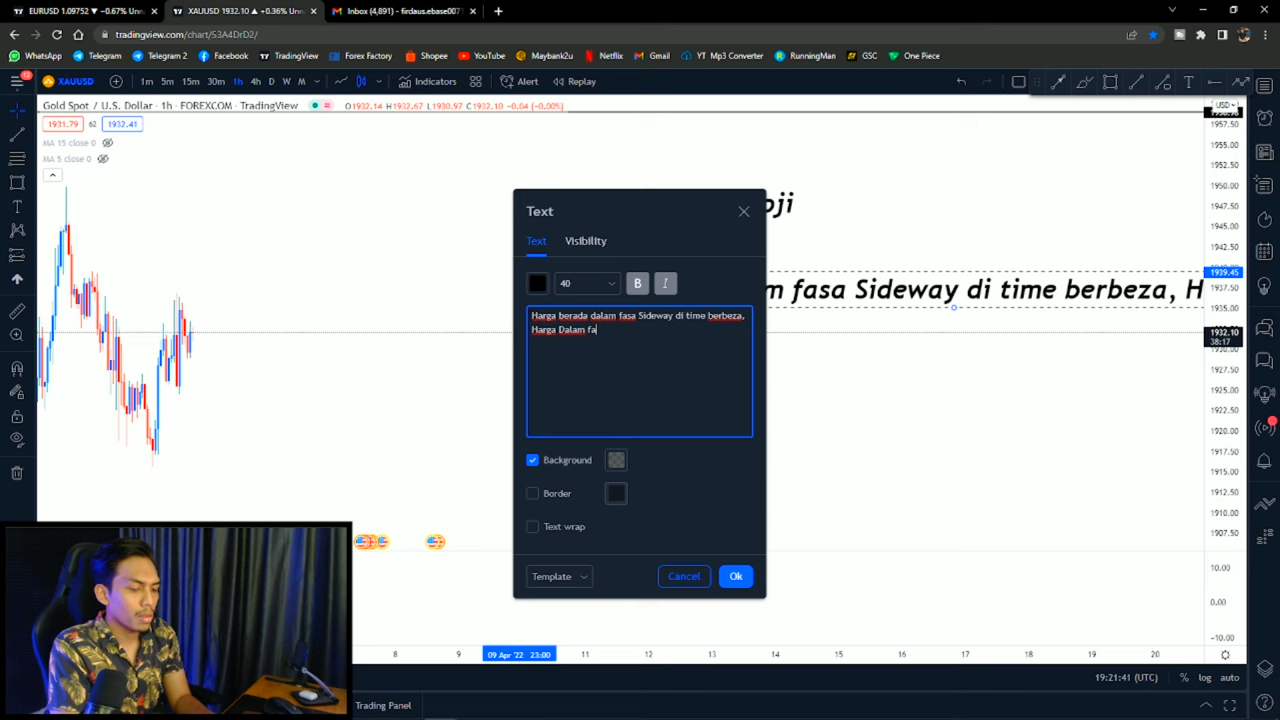 EURUSD 1.09752 ▼ −0.67% Unn
XAUUSD 1932.10 ▲ +0.36% Unn
Inbox (4,891) - firdaus.ebase0071
tradingview.com/chart/S3A4DrD2/
WhatsApp Telegram Telegram 2 Facebook TradingView Forex Factory Shopee YouTube Maybank2u Netflix Gmail YT Mp3 Converter RunningMan GSC One Piece
XAUUSD 1m 5m 15m 30m 1h 4h D W M Indicators Alert Replay
Gold Spot / U.S. Dollar · 1h · FOREXCOM · TradingView O1932.14 H1932.67 L1930.97 C1932.10 −0.04 (−0.00%)
USD
1957.50
1931.79 62 1932.41
MA 15 close 0
1955.00
MA 5 close 0
1952.50
1950.00
oji
1947.50
1945.00
1942.50
1939.45
m fasa Sideway di time berbeza, H
1937.50
1935.00
1932.10
38:17
1930.00
1927.50
1925.00
1922.50
1920.00
1917.50
1915.00
1912.50
1910.00
1907.50
10.00
0.00
−10.00
Text
Text Visibility
40 B I
Harga berada dalam fasa Sideway di time berbeza,
Harga Dalam fa
Background
Border
Text wrap
Template Cancel Ok
8 9 09 Apr '22 23:00 11 12 13 14 15 16 17 18 19 20
19:21:41 (UTC) % log auto
Trading Panel